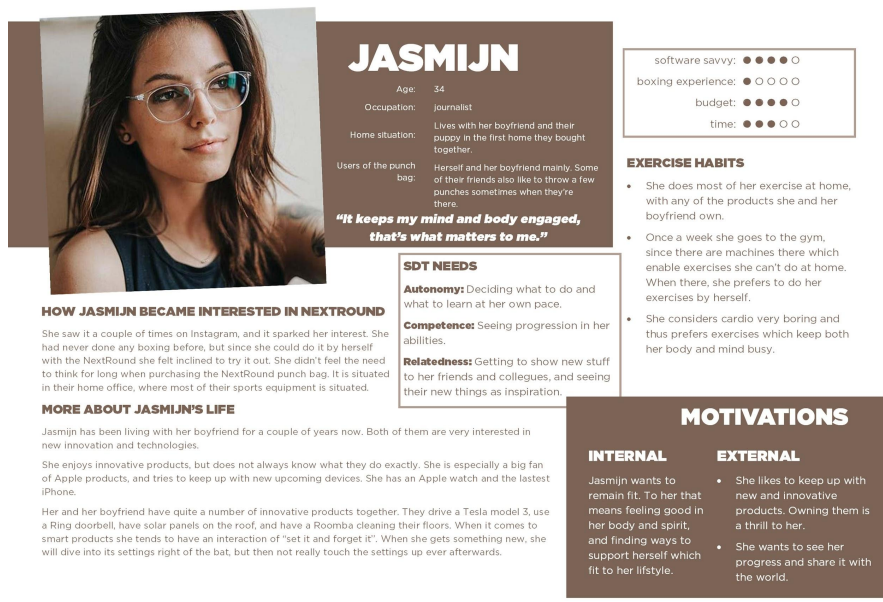 JASMIJN
Age: 34
Occupation: journalist
Home situation: Lives with her boyfriend and their
puppy in the first home they bought
together.
Users of the punch
bag:
Herself and her boyfriend mainly. Some
of their friends also like to throw a few
punches sometimes when they're
there.
“It keps my mind and body engaged,
that’s what matters to me.”
software savvy:
boxing experience:
budget:
time:
EXERCISE HABITS
• She does most of her exercise at home,
with any of the products she and her
boyfriend own.
• Once a week she goes to the gym,
since there are machines there which
enable exercises she can’t do at home.
When there, she prefers to do her
exercises by herself.
• She considers cardio very boring and
thus prefers exercises which keep both
her body and mind busy.
SDT NEEDS
Autonomy: Deciding what to do and
what to learn at her own pace.
Competence: Seeing progression in her
abilities.
Relatedness: Getting to show new stuff
to her friends and collegues, and seeing
their new things as inspiration.
HOW JASMIJN BECAME INTERESTED IN NEXTROUND
She saw it a couple of times on Instagram, and it sparked her interest. She
had never done any boxing before, but since she could do it by herself
with the NextRound she felt inclined to try it out. She didn’t feel the need
to think for long when purchasing the NextRound punch bag. It is situated
in their home office, where most of their sports equipment is situated.
MORE ABOUT JASMIJN’S LIFE
Jasmijn has been living with her boyfriend for a couple of years now. Both of them are very interested in
new innovation and technologies.
She enjoys innovative products, but does not always know what they do exactly. She is especially a big fan
of Apple products, and tries to keep up with new upcoming devices. She has an Apple watch and the lastest
iPhone.
Her and her boyfriend have quite a number of innovative products together. They drive a Tesla model 3, use
a Ring doorbell, have solar panels on the roof, and have a Roomba cleaning their floors. When it comes to
smart products she tends to have an interaction of “set it and forget it”. When she gets something new, she
will dive into its settings right of the bat, but then not really touch the settings up ever afterwards.
MOTIVATIONS
INTERNAL
Jasmijn wants to
remain fit. To her that
means feeling good in
her body and spirit,
and finding ways to
support herself which
fit to her lifstyle.
EXTERNAL
• She likes to keep up with
new and innovative
products. Owning them is
a thrill to her.
• She wants to see her
progress and share it with
the world.